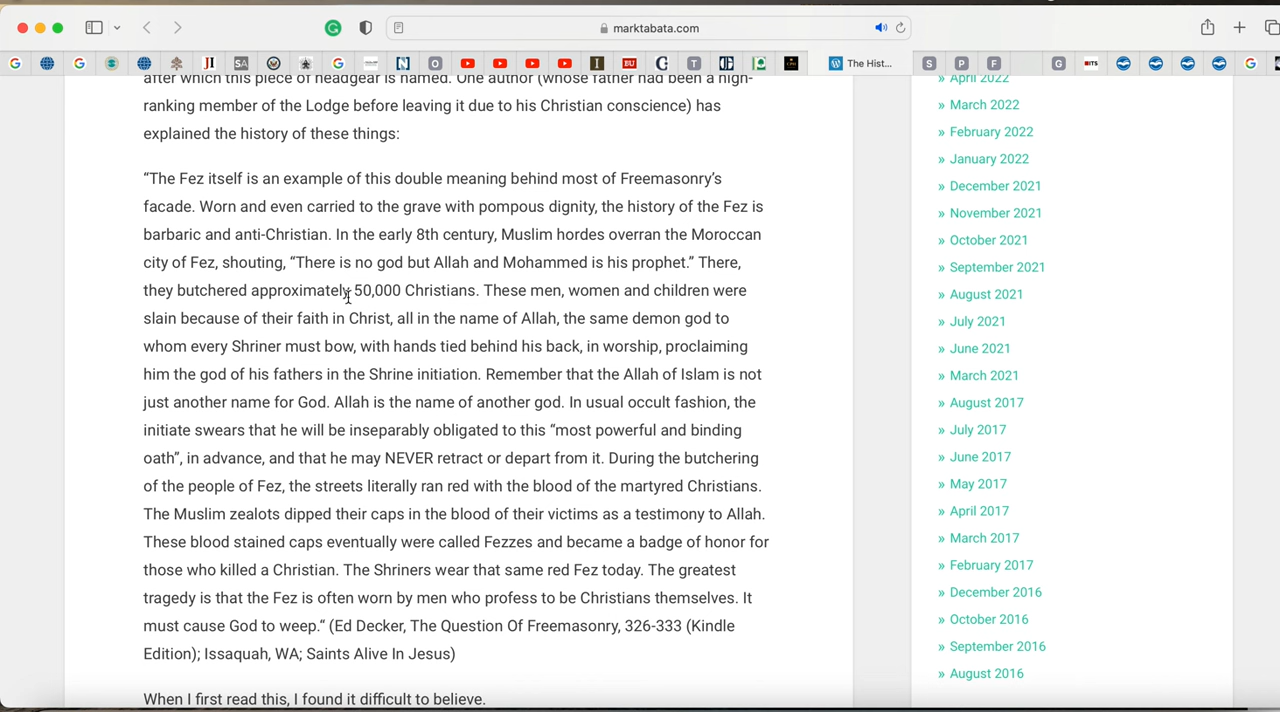 marktabata.com
The Hist...
after which this piece of headgear is named. One author (whose father had been a high-
ranking member of the Lodge before leaving it due to his Christian conscience) has
explained the history of these things:
“The Fez itself is an example of this double meaning behind most of Freemasonry’s
facade. Worn and even carried to the grave with pompous dignity, the history of the Fez is
barbaric and anti-Christian. In the early 8th century, Muslim hordes overran the Moroccan
city of Fez, shouting, “There is no god but Allah and Mohammed is his prophet.” There,
they butchered approximately 50,000 Christians. These men, women and children were
slain because of their faith in Christ, all in the name of Allah, the same demon god to
whom every Shriner must bow, with hands tied behind his back, in worship, proclaiming
him the god of his fathers in the Shrine initiation. Remember that the Allah of Islam is not
just another name for God. Allah is the name of another god. In usual occult fashion, the
initiate swears that he will be inseparably obligated to this “most powerful and binding
oath”, in advance, and that he may NEVER retract or depart from it. During the butchering
of the people of Fez, the streets literally ran red with the blood of the martyred Christians.
The Muslim zealots dipped their caps in the blood of their victims as a testimony to Allah.
These blood stained caps eventually were called Fezzes and became a badge of honor for
those who killed a Christian. The Shriners wear that same red Fez today. The greatest
tragedy is that the Fez is often worn by men who profess to be Christians themselves. It
must cause God to weep.“ (Ed Decker, The Question Of Freemasonry, 326-333 (Kindle
Edition); Issaquah, WA; Saints Alive In Jesus)
When I first read this, I found it difficult to believe.
» April 2022
» March 2022
» February 2022
» January 2022
» December 2021
» November 2021
» October 2021
» September 2021
» August 2021
» July 2021
» June 2021
» March 2021
» August 2017
» July 2017
» June 2017
» May 2017
» April 2017
» March 2017
» February 2017
» December 2016
» October 2016
» September 2016
» August 2016